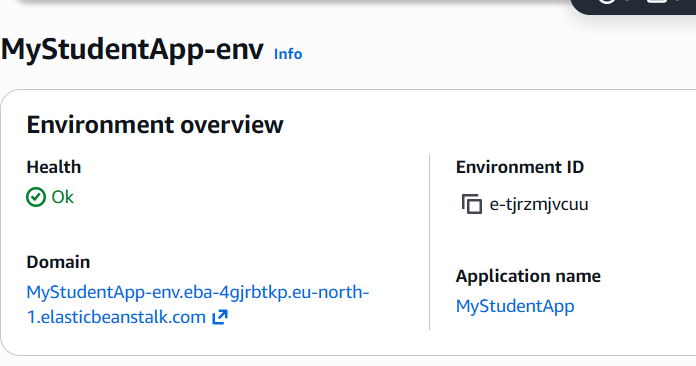 MyStudentApp-env Info
Environment overview
Health
Ok
Domain
MyStudentApp-env.eba-4gjrbtkp.eu-north-
1.elasticbeanstalk.com
Environment ID
e-tjrzmjvcuu
Application name
MyStudentApp